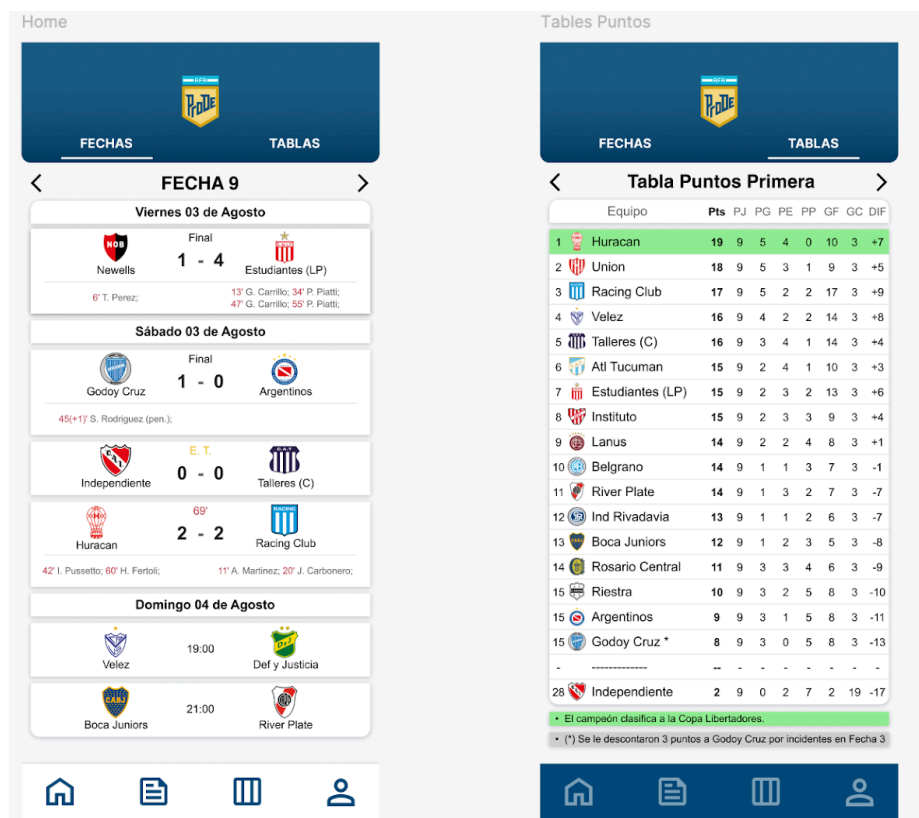 Home
AFA
ProDe
FECHAS TABLAS
FECHA 9
Viernes 03 de Agosto
NOB
Final
1 - 4
Newells Estudiantes (LP)
6' T. Perez; 13' G. Carrillo; 34' P. Piatti;
47' G. Carrillo; 55' P. Piatti;
Sábado 03 de Agosto
Final
1 - 0
Godoy Cruz Argentinos
45(+1)' S. Rodriguez (pen.);
E. T.
0 - 0
Independiente Talleres (C)
69'
RACING
2 - 2
Huracan Racing Club
42' I. Pussetto; 60' H. Fertoli; 11' A. Martinez; 20' J. Carbonero;
Domingo 04 de Agosto
19:00
Velez Def y Justicia
CABJ
21:00
Boca Juniors River Plate
Tables Puntos
ProDe
FECHAS TABLAS
Tabla Puntos Primera
Equipo Pts PJ PG PE PP GF GC DIF
1 Huracan 19 9 5 4 0 10 3 +7
2 Union 18 9 5 3 1 9 3 +5
3 Racing Club 17 9 5 2 2 17 3 +9
4 Velez 16 9 4 2 2 14 3 +8
5 Talleres (C) 16 9 3 4 1 14 3 +4
6 Atl Tucuman 15 9 2 4 1 10 3 +3
7 Estudiantes (LP) 15 9 2 3 2 13 3 +6
8 Instituto 15 9 2 3 3 9 3 +4
9 Lanus 14 9 2 2 4 8 3 +1
10 Belgrano 14 9 1 1 3 7 3 -1
11 River Plate 14 9 1 3 2 7 3 -7
12 Ind Rivadavia 13 9 1 1 2 6 3 -7
13 Boca Juniors 12 9 1 2 3 5 3 -8
14 Rosario Central 11 9 3 3 4 6 3 -9
15 Riestra 10 9 3 2 5 8 3 -10
15 Argentinos 9 9 3 1 5 8 3 -11
15 Godoy Cruz * 8 9 3 0 5 8 3 -13
- ------------- -- - - - - - - -
28 Independiente 2 9 0 2 7 2 19 -17
• El campeón clasifica a la Copa Libertadores.
• (*) Se le descontaron 3 puntos a Godoy Cruz por incidentes en Fecha 3